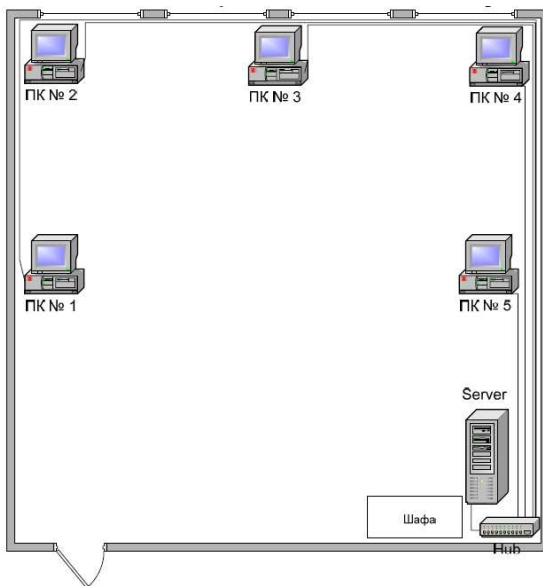 ПК № 2
ПК № 3
ПК № 4
ПК № 1
ПК № 5
Server
Шафа
Hub